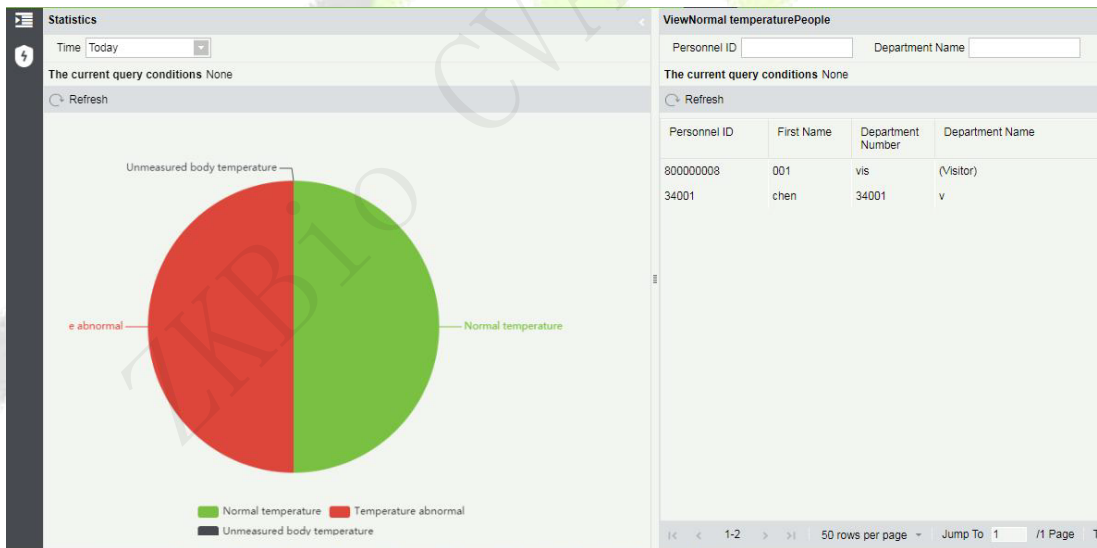 Statistics
Time Today
The current query conditions None
Refresh
Unmeasured body temperature
e abnormal
Normal temperature
Normal temperature Temperature abnormal
Unmeasured body temperature
ViewNormal temperaturePeople
Personnel ID Department Name
The current query conditions None
Refresh
Personnel ID First Name Department Number Department Name
800000008 001 vis (Visitor)
34001 chen 34001 v
1-2 50 rows per page Jump To 1 /1 Page
ZKBio CV